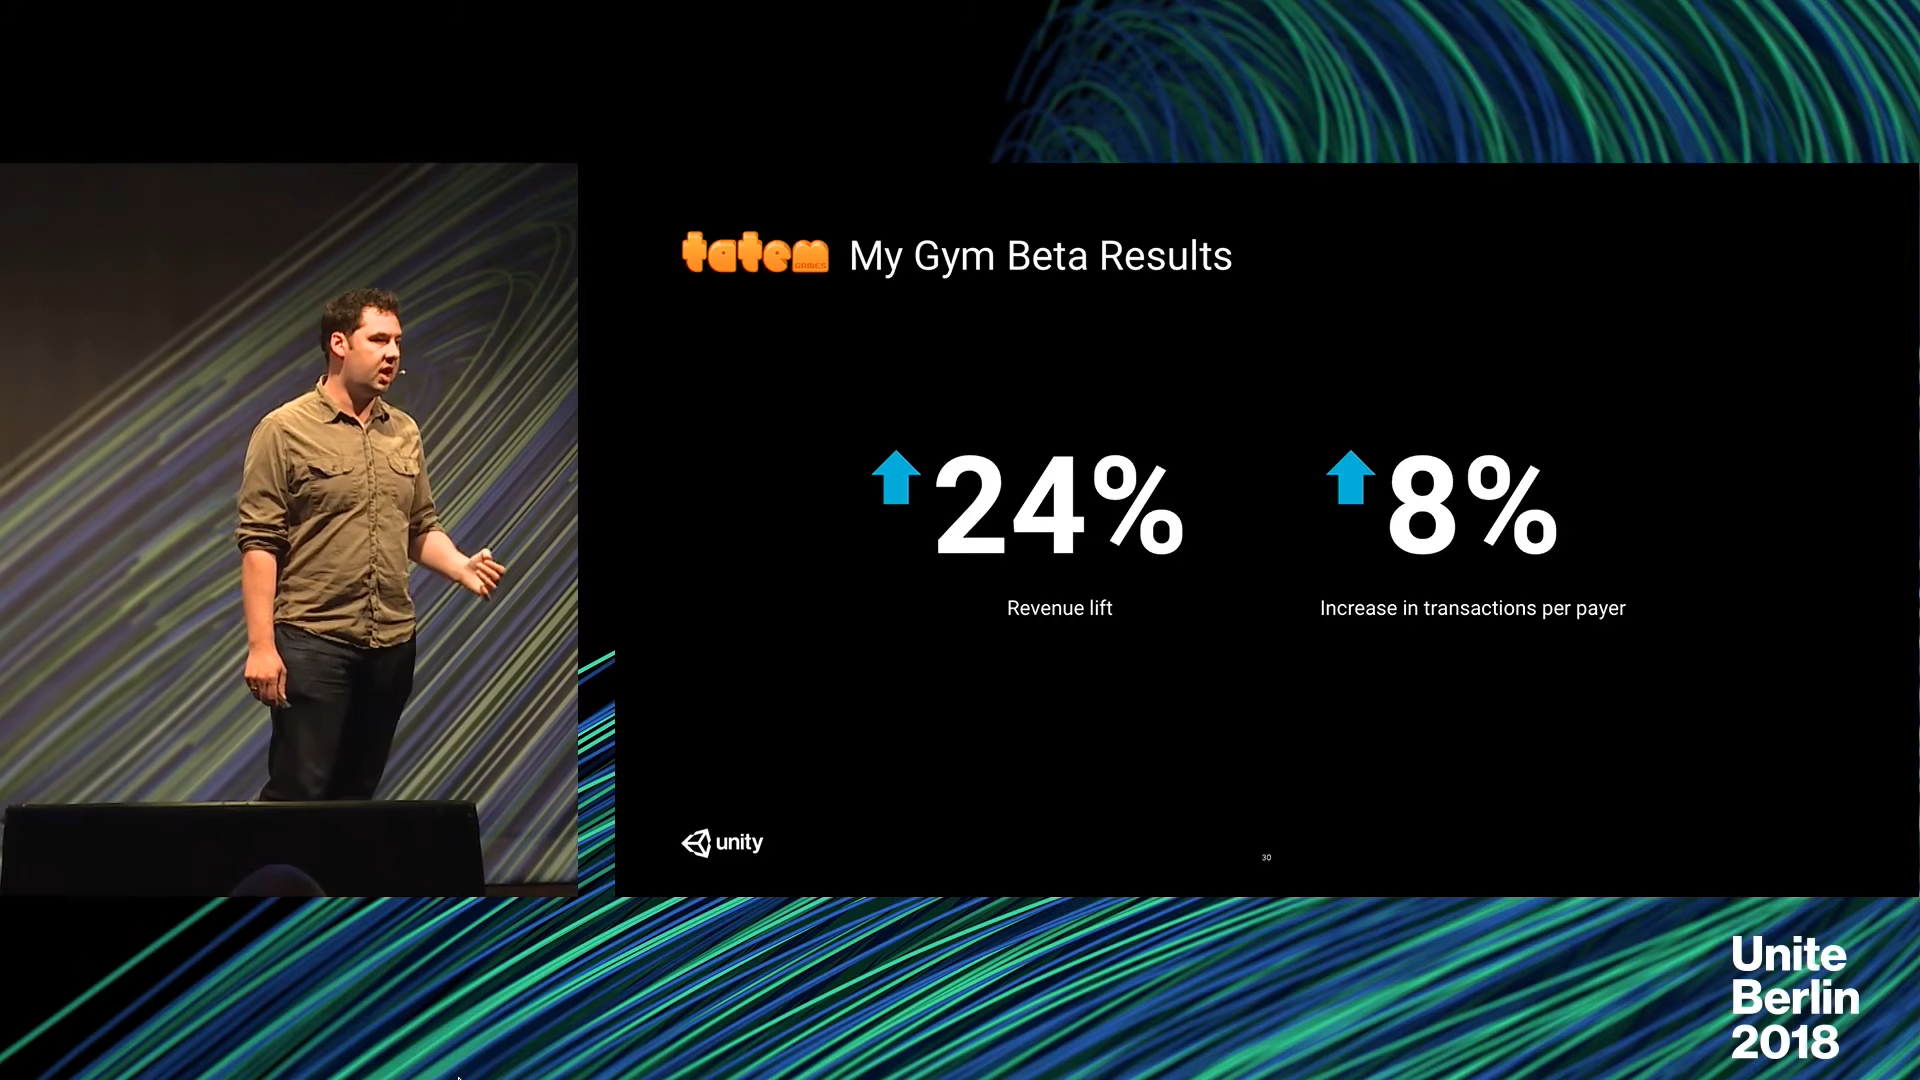 tatem GAMES My Gym Beta Results
24% 8%
Revenue lift Increase in transactions per payer
unity
30
Unite
Berlin
2018